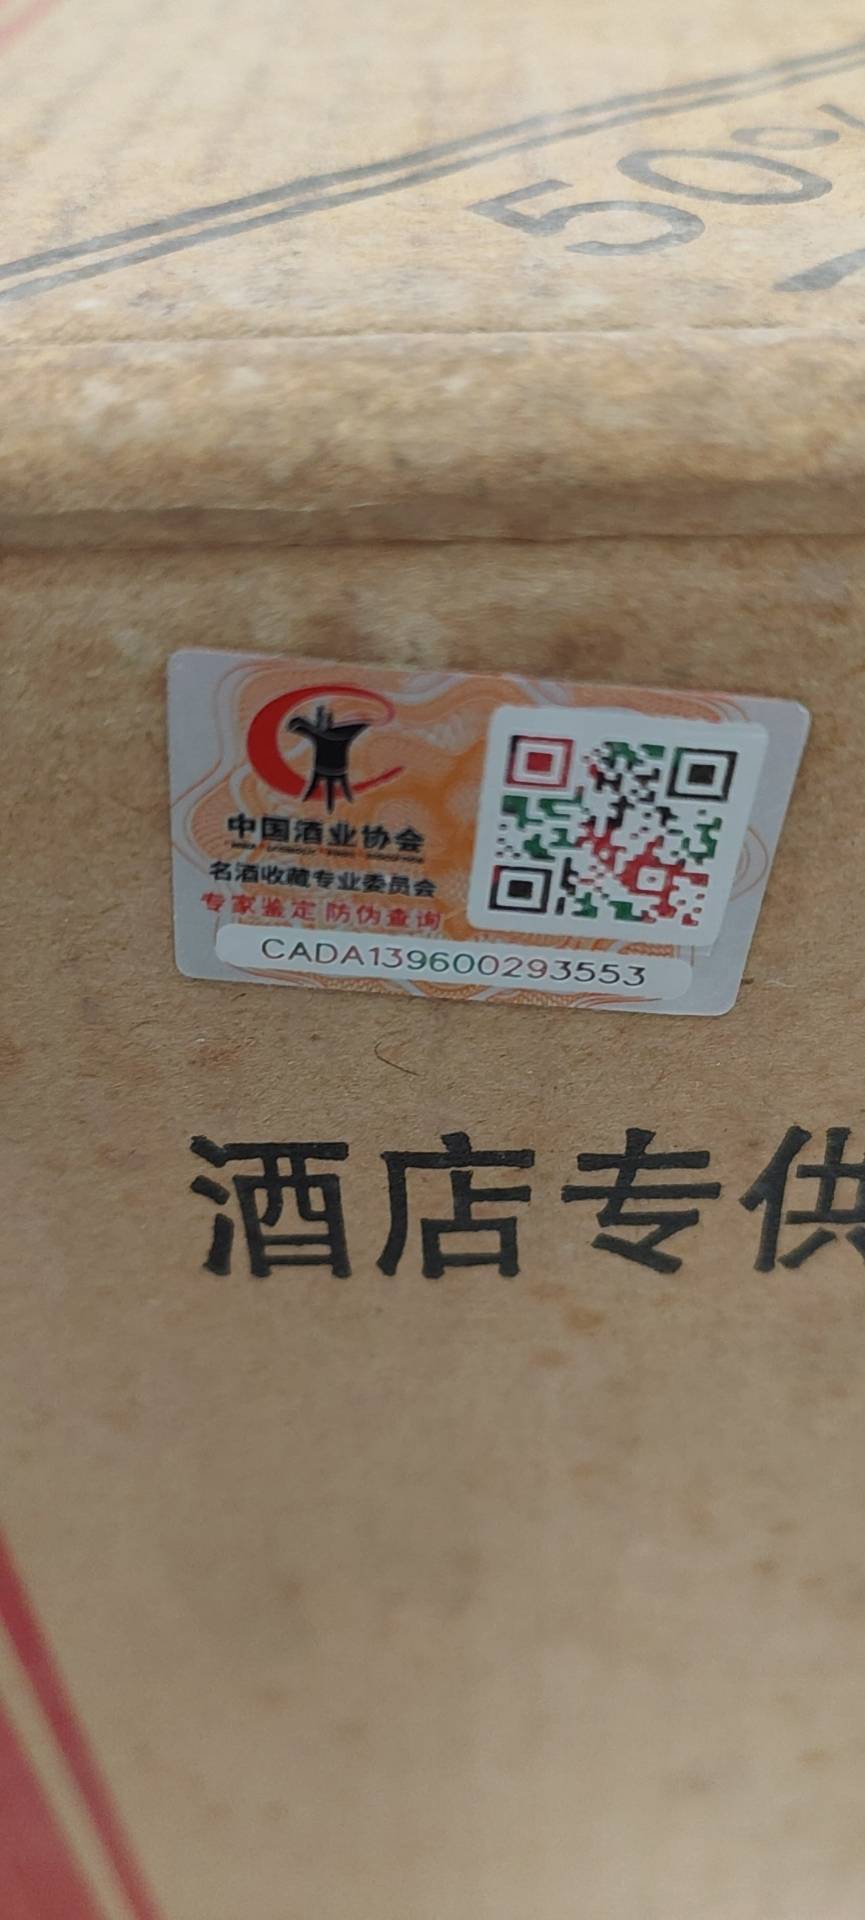 50%
中国酒业协会
名酒收藏专业委员会
专家鉴定 防伪查询
CADA139600293553
酒店专供